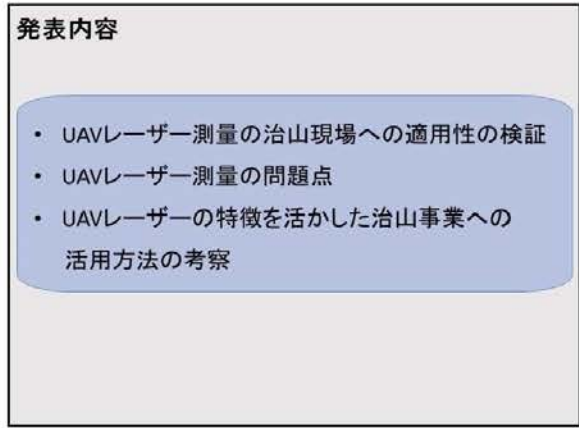 発表内容
• UAVレーザー測量の治山現場への適用性の検証
• UAVレーザー測量の問題点
• UAVレーザーの特徴を活かした治山事業への
活用方法の考察